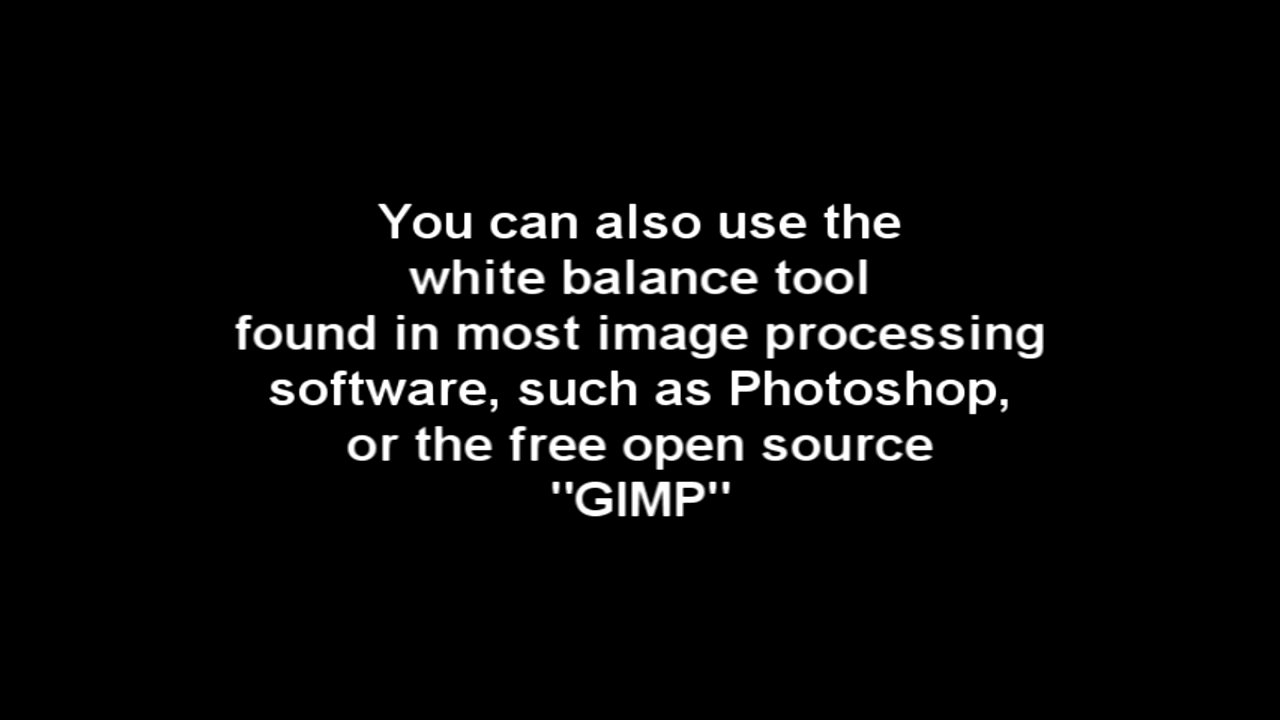 You can also use the
white balance tool
found in most image processing
software, such as Photoshop,
or the free open source
"GIMP"